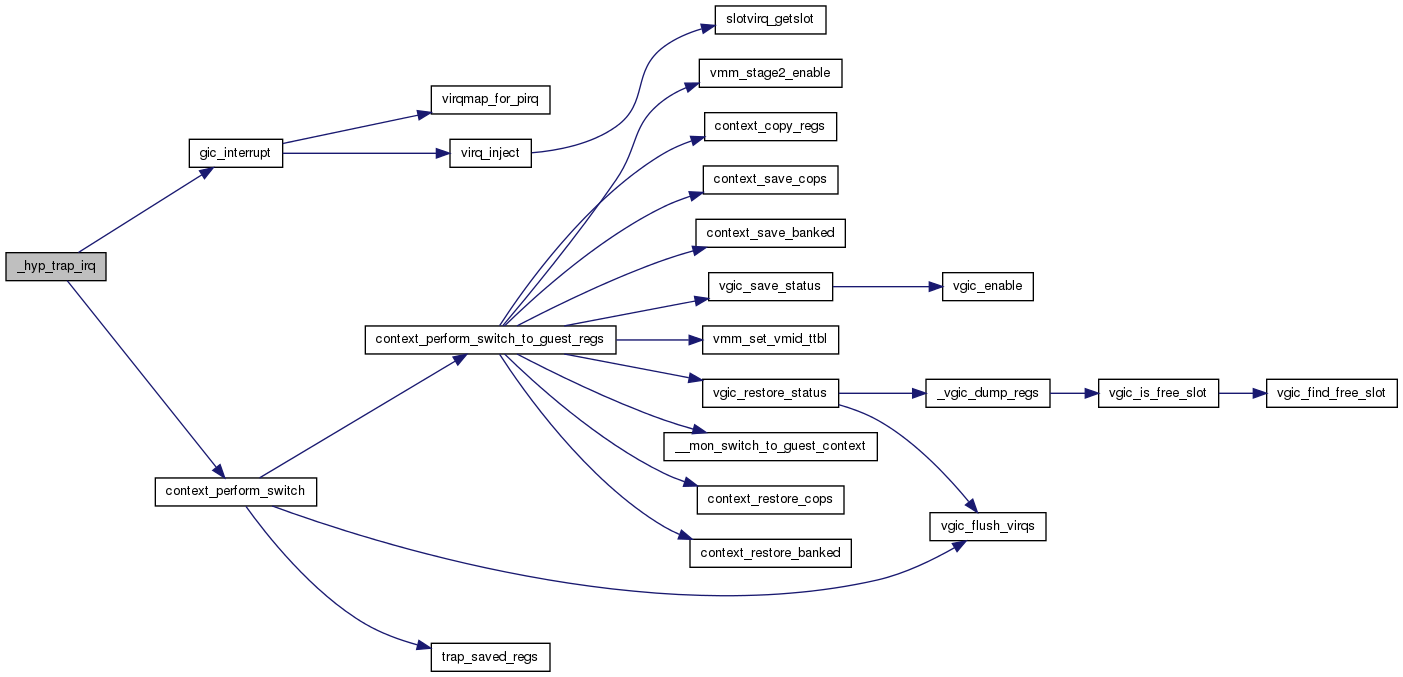 slotvirq_getslot
vmm_stage2_enable
virqmap_for_pirq
context_copy_regs
gic_interrupt
virq_inject
context_save_cops
context_save_banked
_hyp_trap_irq
vgic_save_status
vgic_enable
context_perform_switch_to_guest_regs
vmm_set_vmid_ttbl
vgic_restore_status
_vgic_dump_regs
vgic_is_free_slot
vgic_find_free_slot
__mon_switch_to_guest_context
context_perform_switch
context_restore_cops
vgic_flush_virqs
context_restore_banked
trap_saved_regs